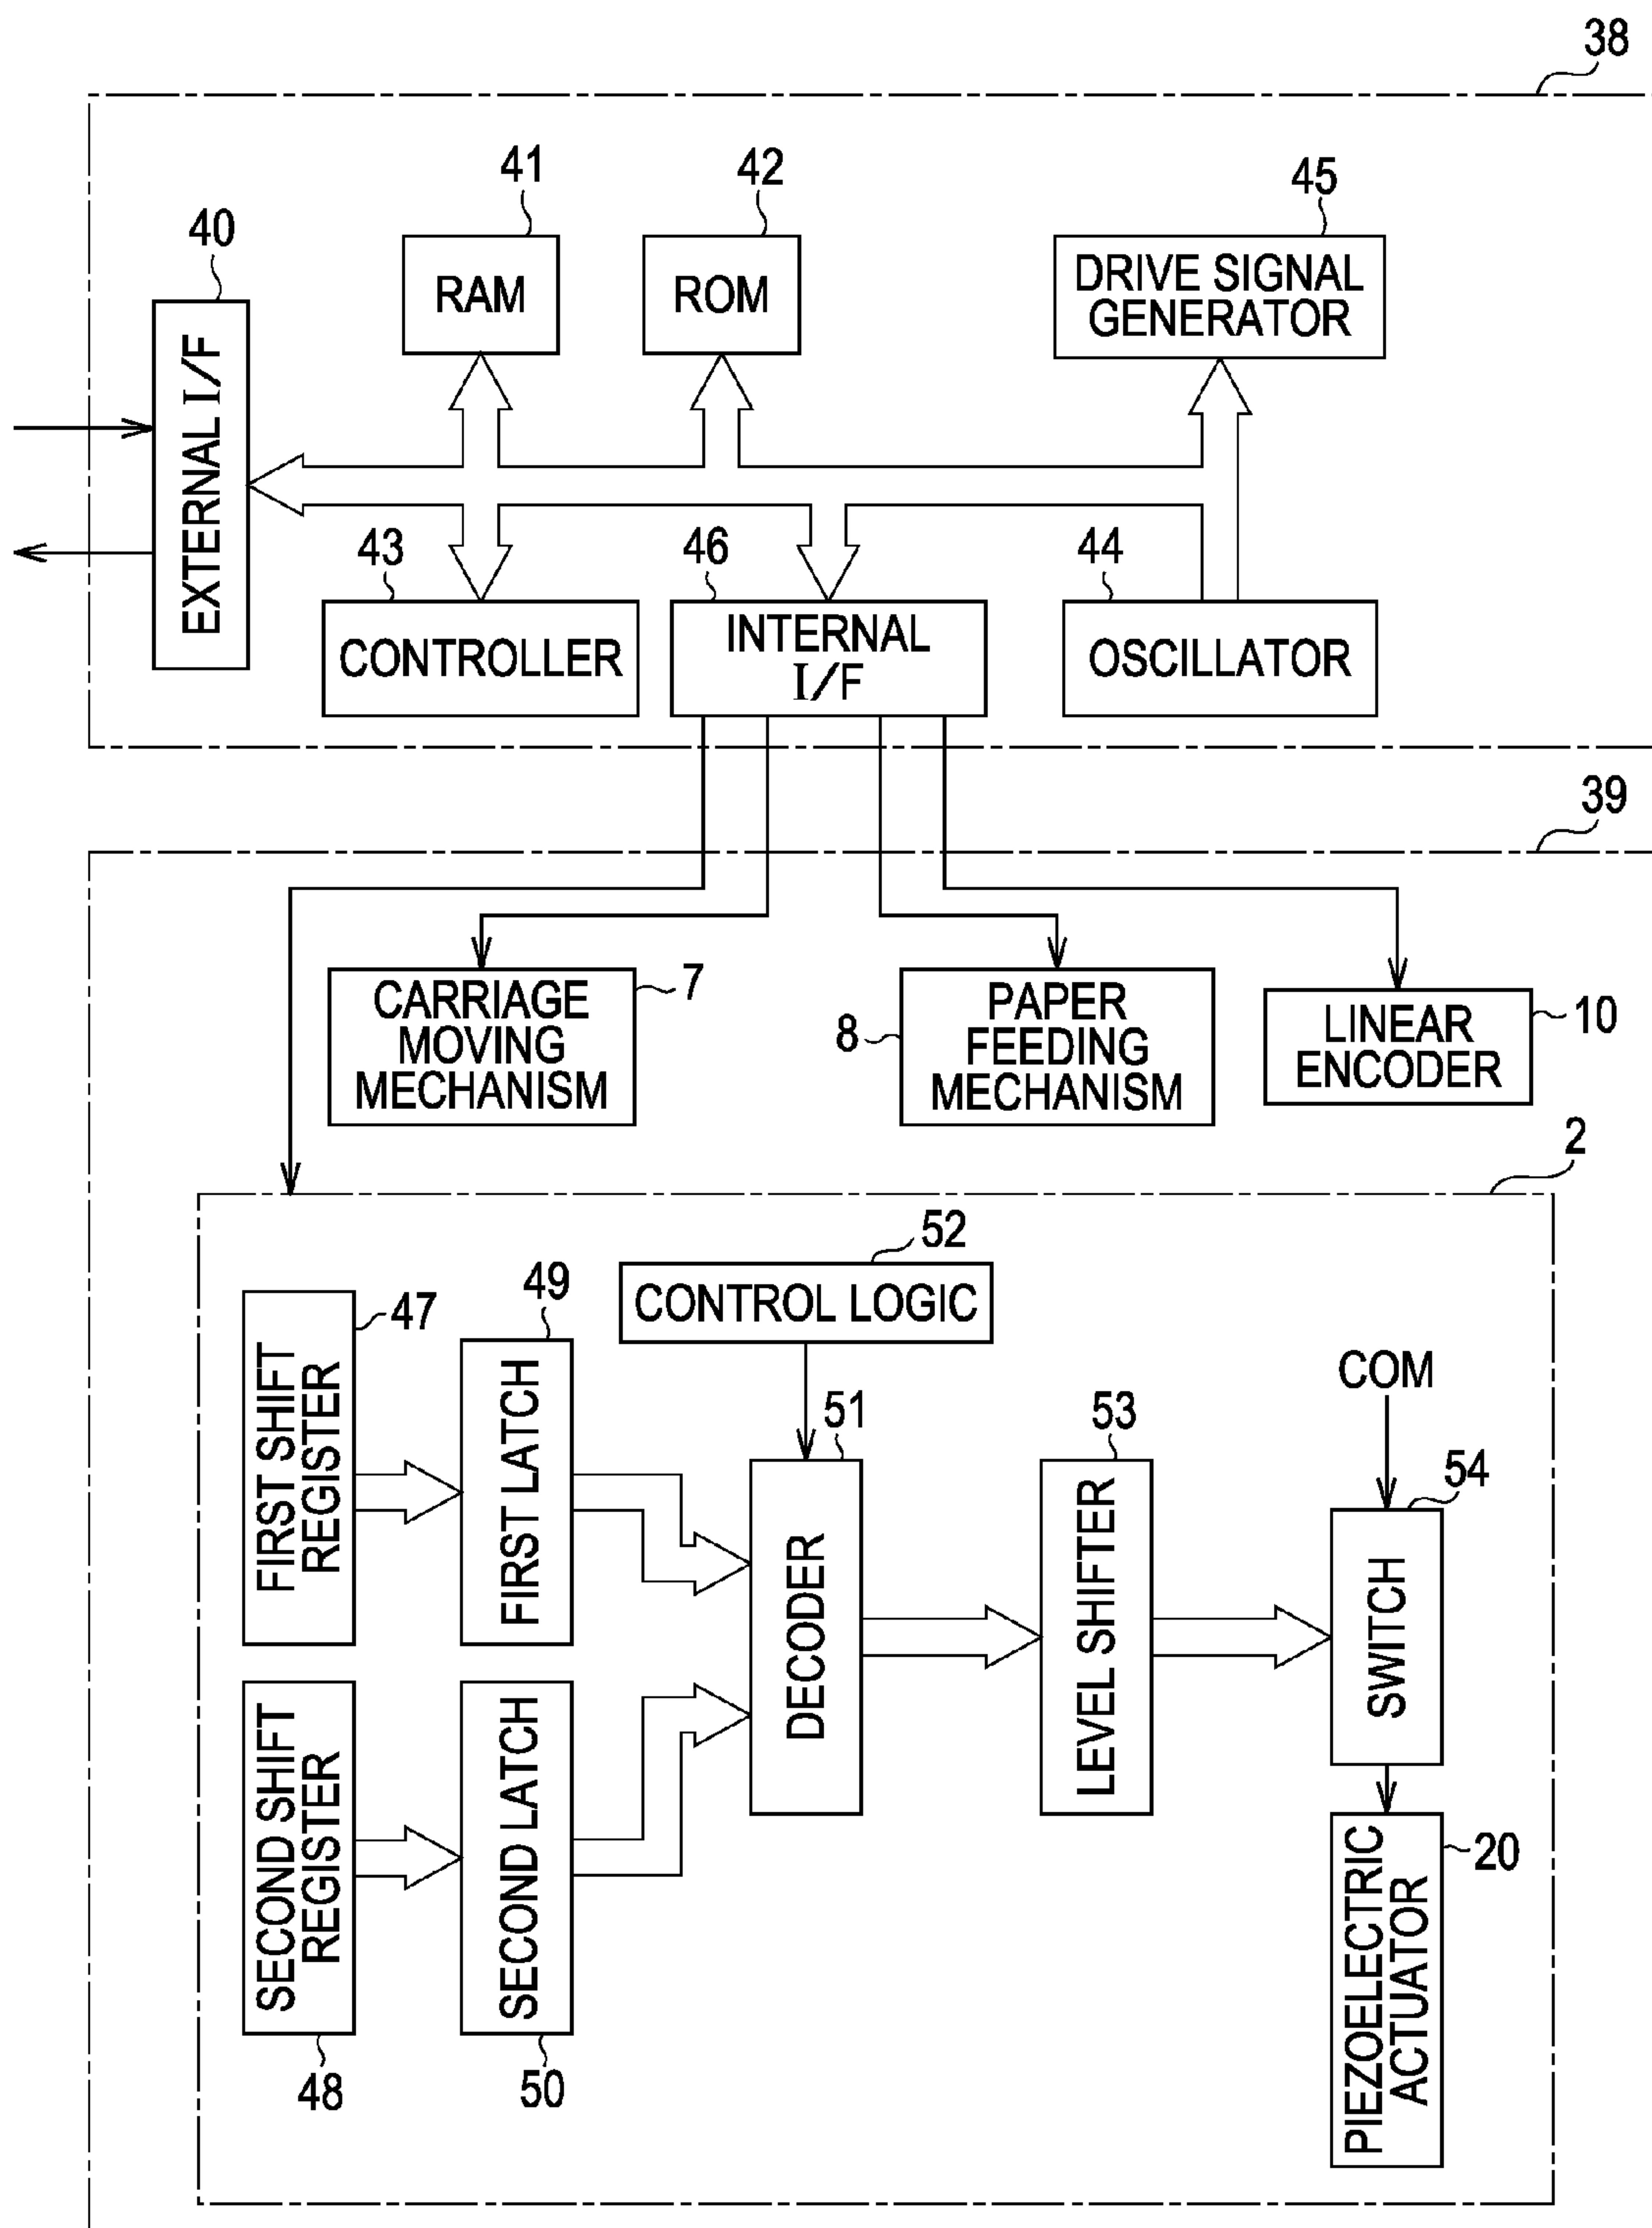 38
41
42
45
40
RAM
ROM
DRIVE SIGNAL
GENERATOR
EXTERNAL I/F
43
46
44
CONTROLLER
INTERNAL
I/F
OSCILLATOR
39
CARRIAGE
MOVING
MECHANISM
7
8
PAPER
FEEDING
MECHANISM
LINEAR
ENCODER
10
2
52
CONTROL LOGIC
47
49
FIRST SHIFT
REGISTER
FIRST LATCH
51
DECODER
53
LEVEL SHIFTER
COM
54
SWITCH
SECOND SHIFT
REGISTER
SECOND LATCH
48
50
PIEZOELECTRIC
ACTUATOR
20